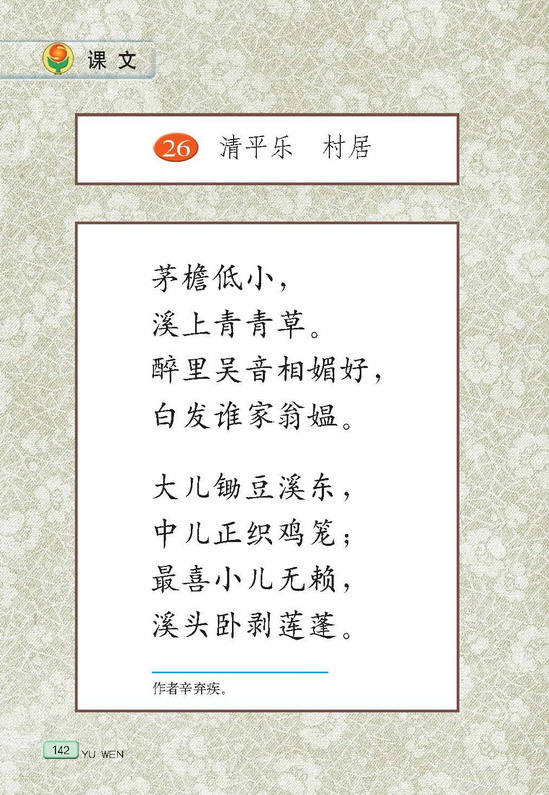 课文
26 清平乐 村居
茅檐低小，
溪上青青草。
醉里吴音相媚好，
白发谁家翁媪。
大儿锄豆溪东，
中儿正织鸡笼；
最喜小儿无赖，
溪头卧剥莲蓬。
作者辛弃疾。
142 YU WEN